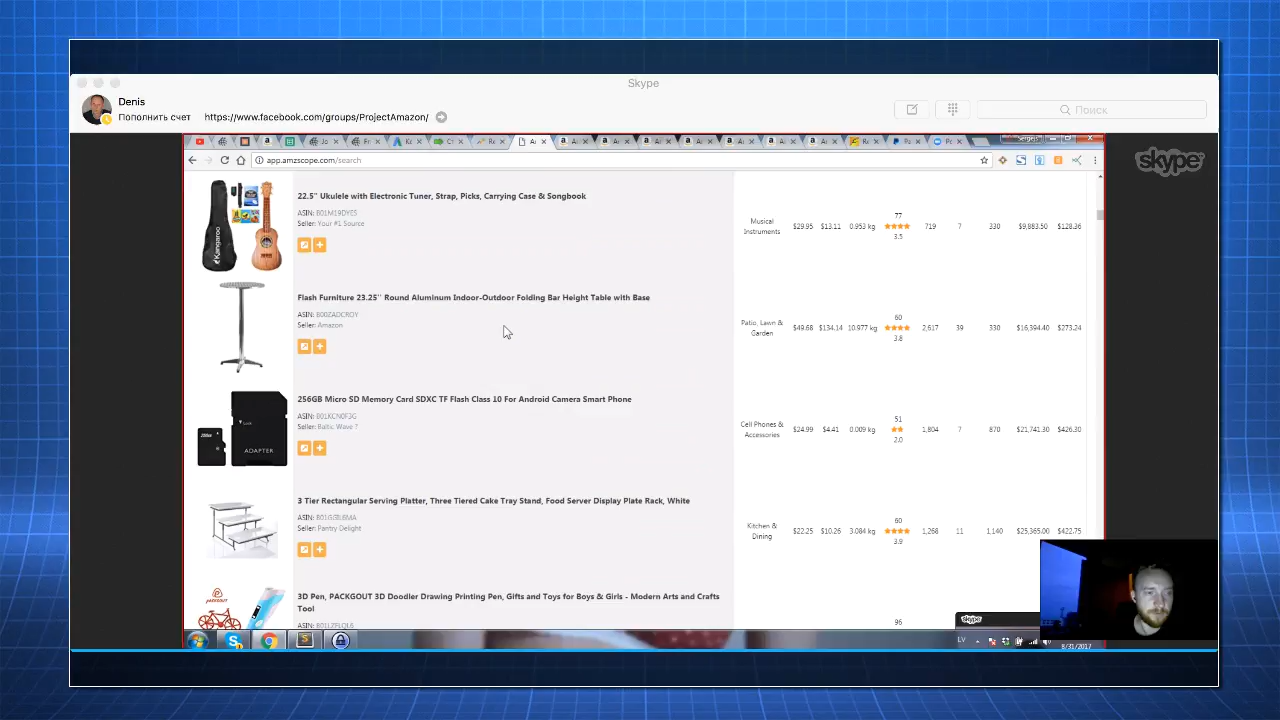 Skype
Denis
Пополнить счет https://www.facebook.com/groups/ProjectAmazon/
Поиск
skype
app.amzscope.com/search
22.5" Ukulele with Electronic Tuner, Strap, Picks, Carrying Case & Songbook
ASIN: B01M19DYE5
Seller: Your #1 Source
Musical Instruments $29.95 $13.11 0.953 kg 77 3.5 719 7 330 $9,883.50 $128.36
Kangaroo
Flash Furniture 23.25'' Round Aluminum Indoor-Outdoor Folding Bar Height Table with Base
ASIN: B00ZADCROY
Seller: Amazon
Patio, Lawn & Garden $49.68 $134.14 10.977 kg 60 3.8 2,617 39 330 $16,394.40 $273.24
256GB Micro SD Memory Card SDXC TF Flash Class 10 For Android Camera Smart Phone
ASIN: B01KCN0F3G
Seller: Baltic Wave ?
Cell Phones & Accessories $24.99 $4.41 0.009 kg 51 2.0 1,804 7 870 $21,741.30 $426.30
Lock
ADAPTER
3 Tier Rectangular Serving Platter, Three Tiered Cake Tray Stand, Food Server Display Plate Rack, White
ASIN:
Seller: Pantry Delight
Kitchen & Dining $22.25 $10.26 3.084 kg 60 3.9 1,268 11 1,140 $25,365.00 $422.75
3D Pen, PACKGOUT 3D Doodler Drawing Printing Pen, Gifts and Toys for Boys & Girls - Modern Arts and Crafts
Tool
PACKGOUT
96
skype
LV
8/31/2017